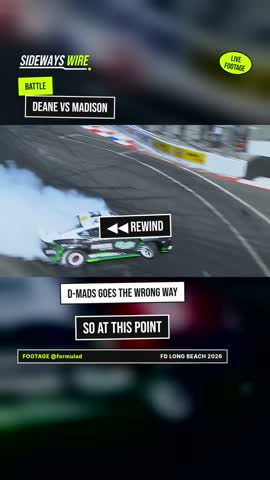 SIDEWAYS WIRE.
LIVE
FOOTAGE
BATTLE
DEANE VS MADISON
REWIND
D-MADS GOES THE WRONG WAY
SO AT THIS POINT
FOOTAGE @formulad
FD LONG BEACH 2026